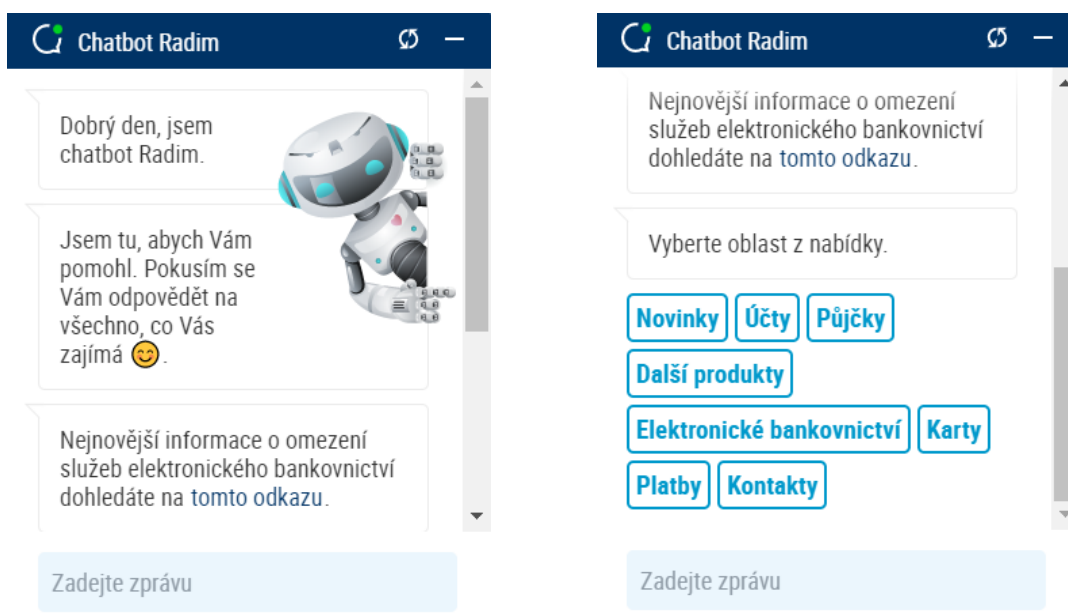 Chatbot Radim
Dobrý den, jsem
chatbot Radim.
Jsem tu, abych Vám
pomohl. Pokusím se
Vám odpovědět na
všechno, co Vás
zajímá 😊.
Nejnovější informace o omezení
služeb elektronického bankovnictví
dohledáte na tomto odkazu.
Zadejte zprávu
Chatbot Radim
Nejnovější informace o omezení
služeb elektronického bankovnictví
dohledáte na tomto odkazu.
Vyberte oblast z nabídky.
Novinky Účty Půjčky
Další produkty
Elektronické bankovnictví Karty
Platby Kontakty
Zadejte zprávu